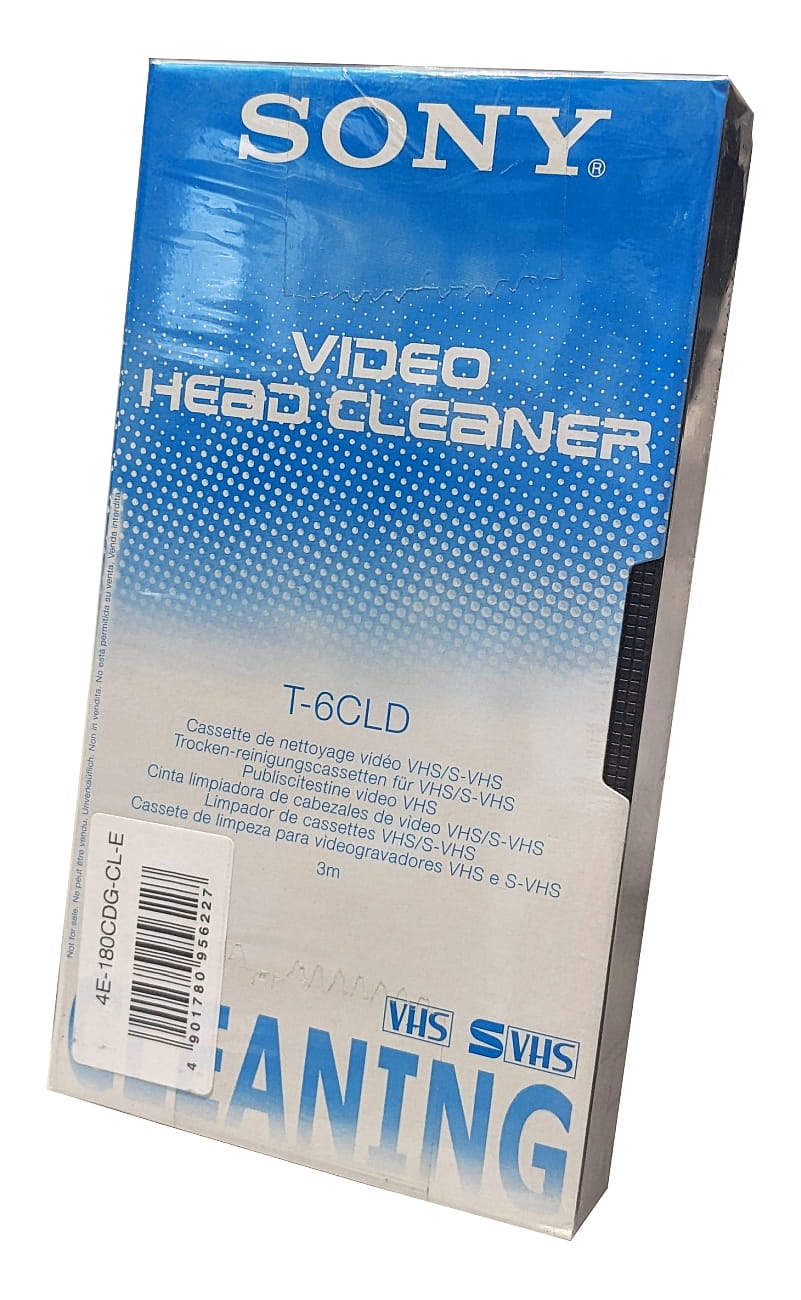 SONY®
VIDEO
HEAD CLEANER
T-6CLD
Cassette de nettoyage vidéo VHS/S-VHS
Trocken-reinigungscassetten für VHS/S-VHS
Publiscitestine video VHS
Cinta limpiadora de cabezales de video VHS/S-VHS
Limpador de cassettes VHS/S-VHS
Cassete de limpeza para videogravadores VHS e S-VHS
3m
Not for sale. Ne peut être vendu. Unverkäuflich. Non in vendita. No está permitida su venta. Venda interdita.
4E-180CDG-CL-E
4 901780 956227
VHS SVHS
CLEANING